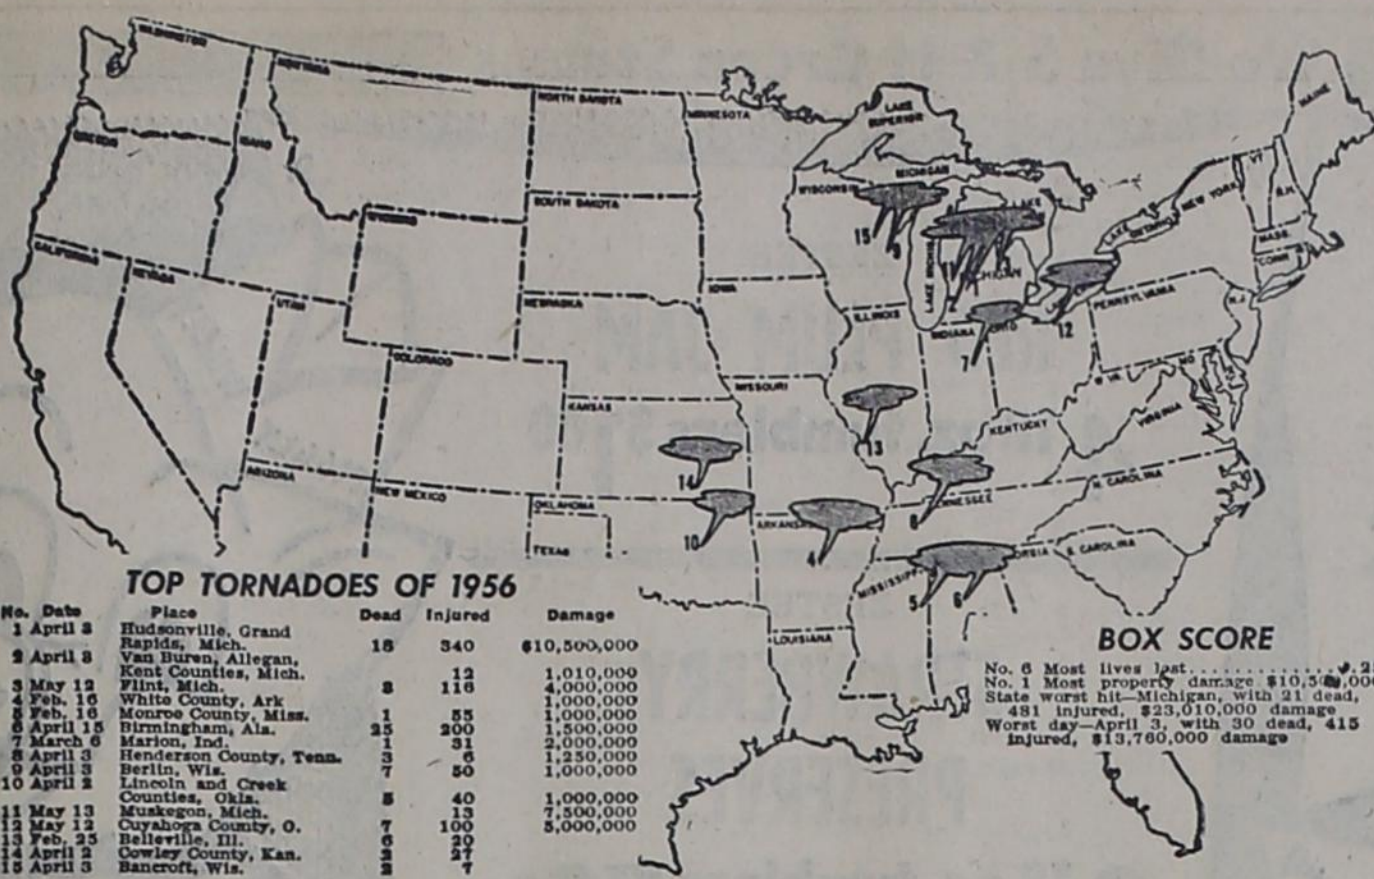 WASHINGTON
MONTANA
NORTH DAKOTA
MINNESOTA
LAKE SUPERIOR
MAINE
OREGON
IDAHO
WYOMING
SOUTH DAKOTA
WISCONSIN
MICHIGAN
LAKE
VT
N.H.
NEW YORK
LAKE ONTARIO
MASS
CONN
CALIFORNIA
NEVADA
UTAH
NEBRASKA
IOWA
ILLINOIS
LAKE MICHIGAN
INDIANA
OHIO
PENNSYLVANIA
N.J.
15
9
11
12
7
COLORADO
KANSAS
MISSOURI
KENTUCKY
W VA
VIRGINIA
MD
13
14
ARIZONA
NEW MEXICO
OKLAHOMA
TEXAS
ARKANSAS
NNESSEE
N. CAROLINA
10
4
8
MISSISSIPP
ORGIA
S. CAROLINA
5
6
LOUISIANA
TOP TORNADOES OF 1956
No. Date Place Dead Injured Damage
1 April 3 Hudsonville, Grand
Rapids, Mich. 18 340 $10,500,000
2 April 3 Van Buren, Allegan,
Kent Counties, Mich. 12 1,010,000
3 May 12 Flint, Mich. 3 116 4,000,000
4 Feb. 16 White County, Ark 1,000,000
5 Feb. 16 Monroe County, Miss. 1 55 1,000,000
6 April 15 Birmingham, Ala. 25 200 1,500,000
7 March 6 Marion, Ind. 1 31 2,000,000
8 April 3 Henderson County, Tenn. 3 6 1,250,000
9 April 3 Berlin, Wis. 7 50 1,000,000
10 April 2 Lincoln and Creek
Counties, Okla. 5 40 1,000,000
11 May 13 Muskegon, Mich. 13 7,500,000
12 May 12 Cuyahoga County, O. 7 100 5,000,000
13 Feb. 25 Belleville, Ill. 6 20
14 April 2 Cowley County, Kan. 2 27
15 April 3 Bancroft, Wis. 2 7
BOX SCORE
No. 6 Most lives lost
No. 1 Most property damage
State worst hit—Michigan, with 21 dead,
481 injured, $23,010,000 damage
Worst day—April 3, with 30 dead, 415
injured, $13,760,000 damage